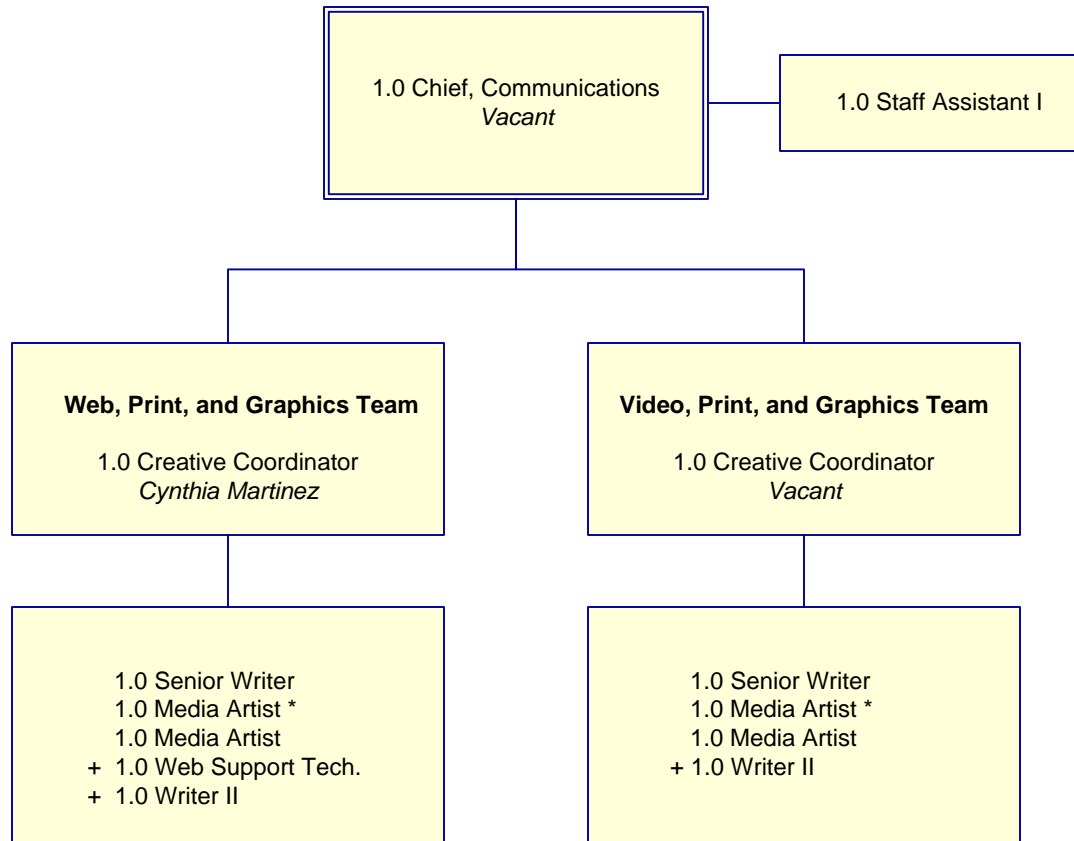 1.0 Chief, Communications
Vacant
1.0 Staff Assistant I
Web, Print, and Graphics Team
1.0 Creative Coordinator
Cynthia Martinez
Video, Print, and Graphics Team
1.0 Creative Coordinator
Vacant
1.0 Senior Writer
1.0 Media Artist *
1.0 Media Artist
+ 1.0 Web Support Tech.
+ 1.0 Writer II
1.0 Senior Writer
1.0 Media Artist *
1.0 Media Artist
+ 1.0 Writer II